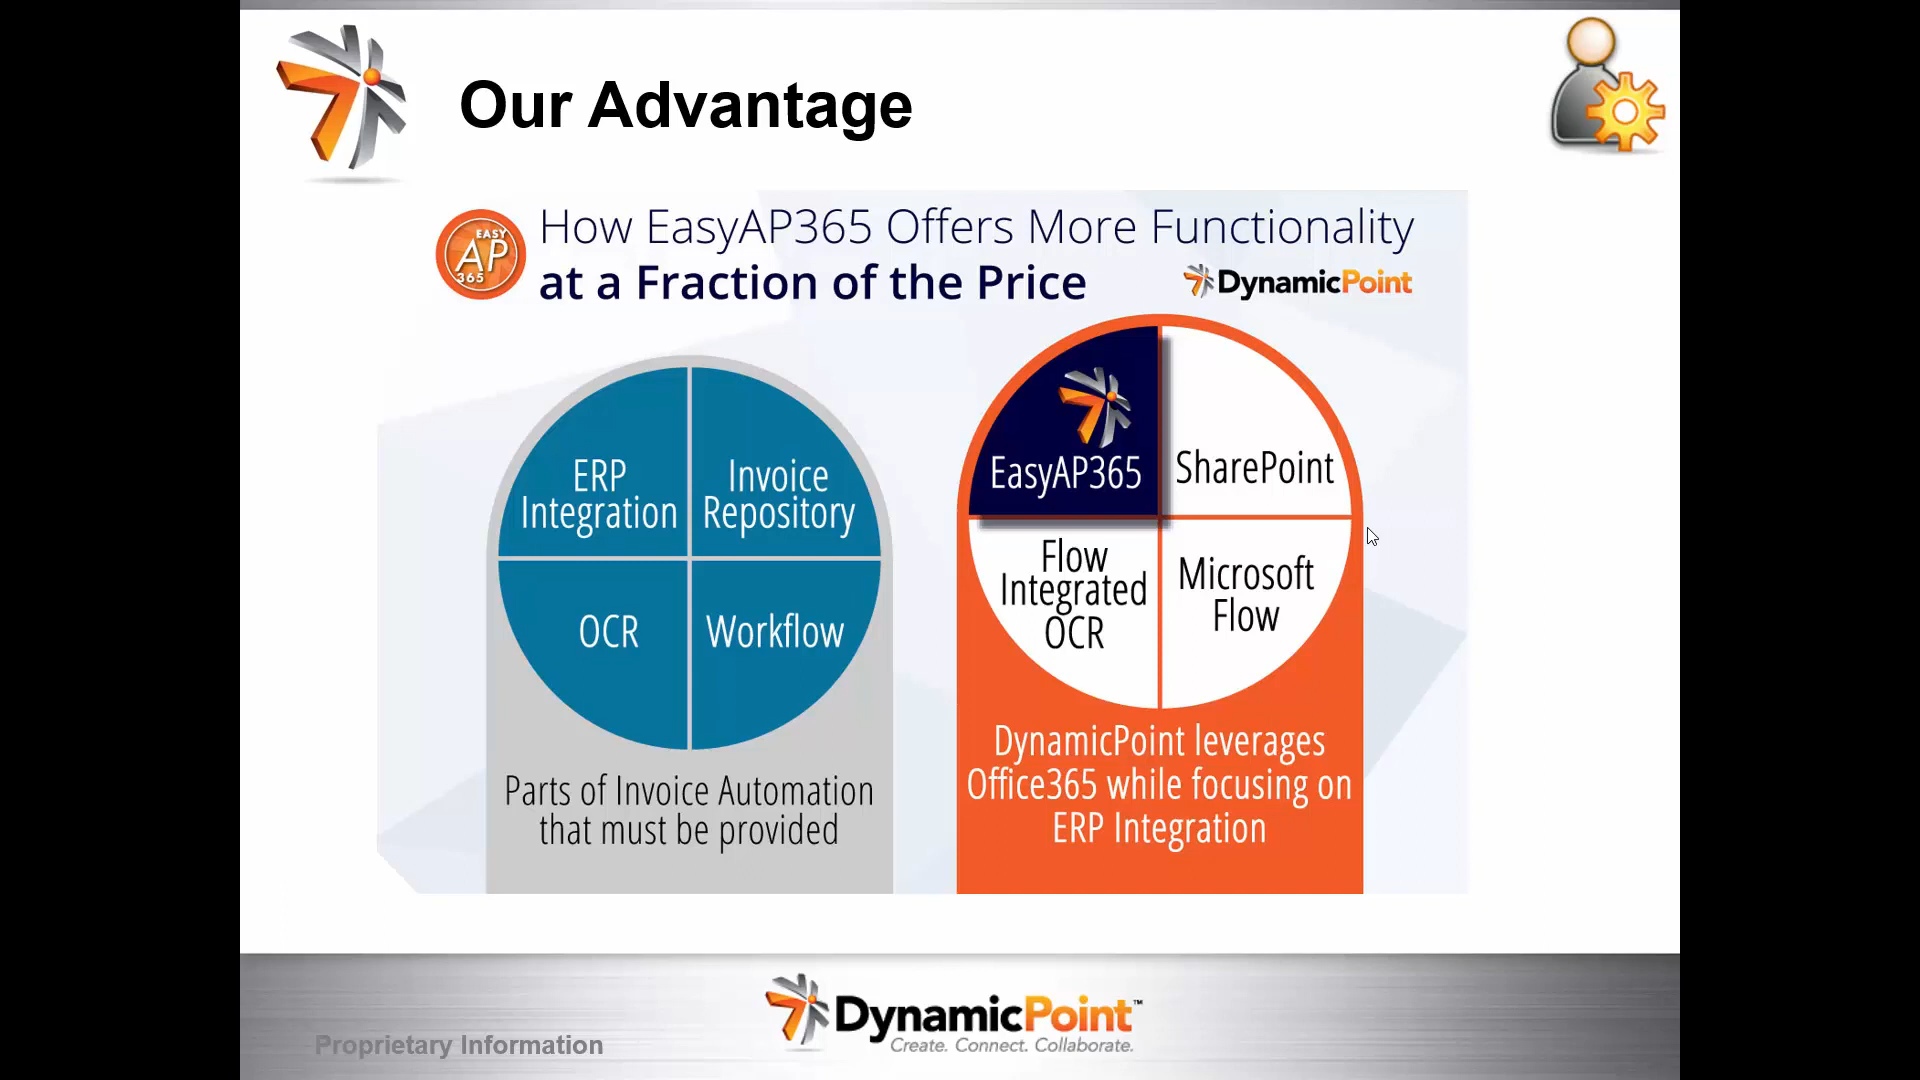 Our Advantage
EASY
AP
365
How EasyAP365 Offers More Functionality
at a Fraction of the Price
DynamicPoint
ERP
Integration
Invoice
Repository
OCR
Workflow
Parts of Invoice Automation
that must be provided
EasyAP365
SharePoint
Flow
Integrated
OCR
Microsoft
Flow
DynamicPoint leverages
Office365 while focusing on
ERP Integration
Proprietary Information
DynamicPoint™
Create. Connect. Collaborate.